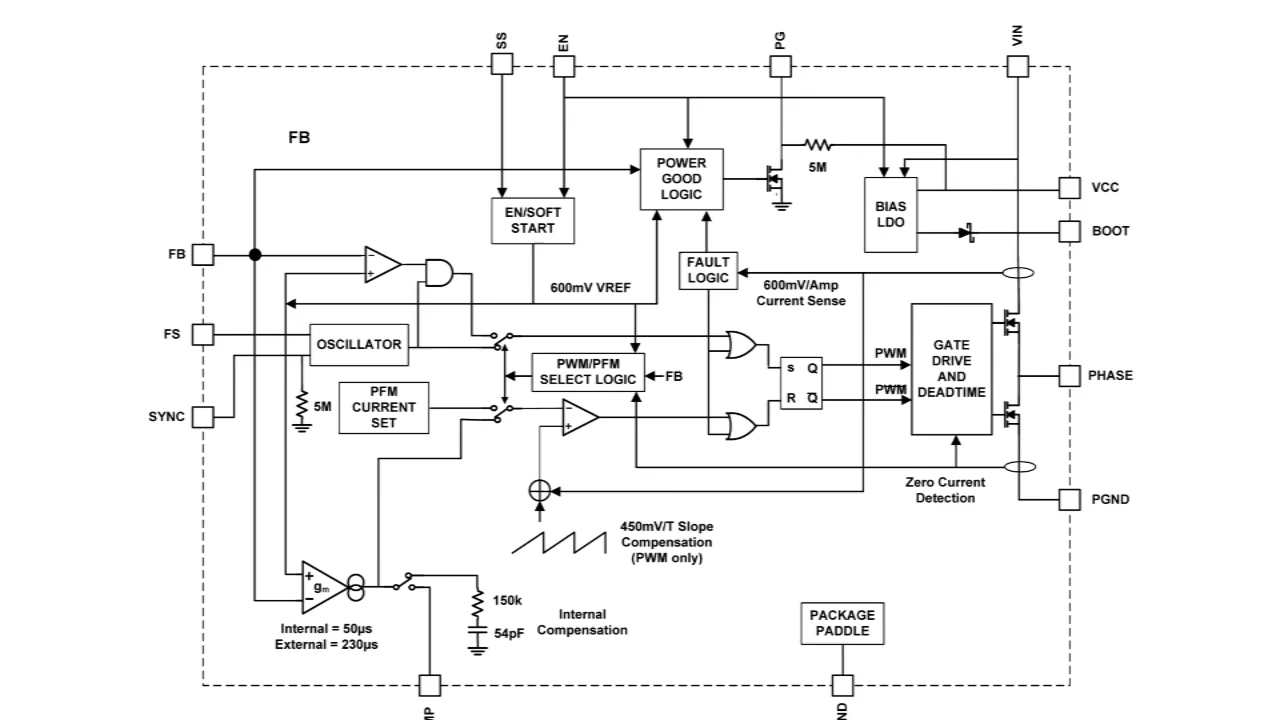 SS
EN
PG
VIN
FB
5M
POWER
GOOD
LOGIC
VCC
BIAS
LDO
EN/SOFT
START
BOOT
FB
−
+
FAULT
LOGIC
600mV VREF
600mV/Amp
Current Sense
FS
OSCILLATOR
GATE
DRIVE
AND
DEADTIME
PWM
S Q
PWM/PFM
SELECT LOGIC
FB
PHASE
PFM
CURRENT
SET
5M
PWM
R Q
SYNC
−
+
Zero Current
Detection
PGND
450mV/T Slope
Compensation
(PWM only)
+
gm
−
150k
54pF
Internal
Compensation
Internal = 50µs
External = 230µs
PACKAGE
PADDLE